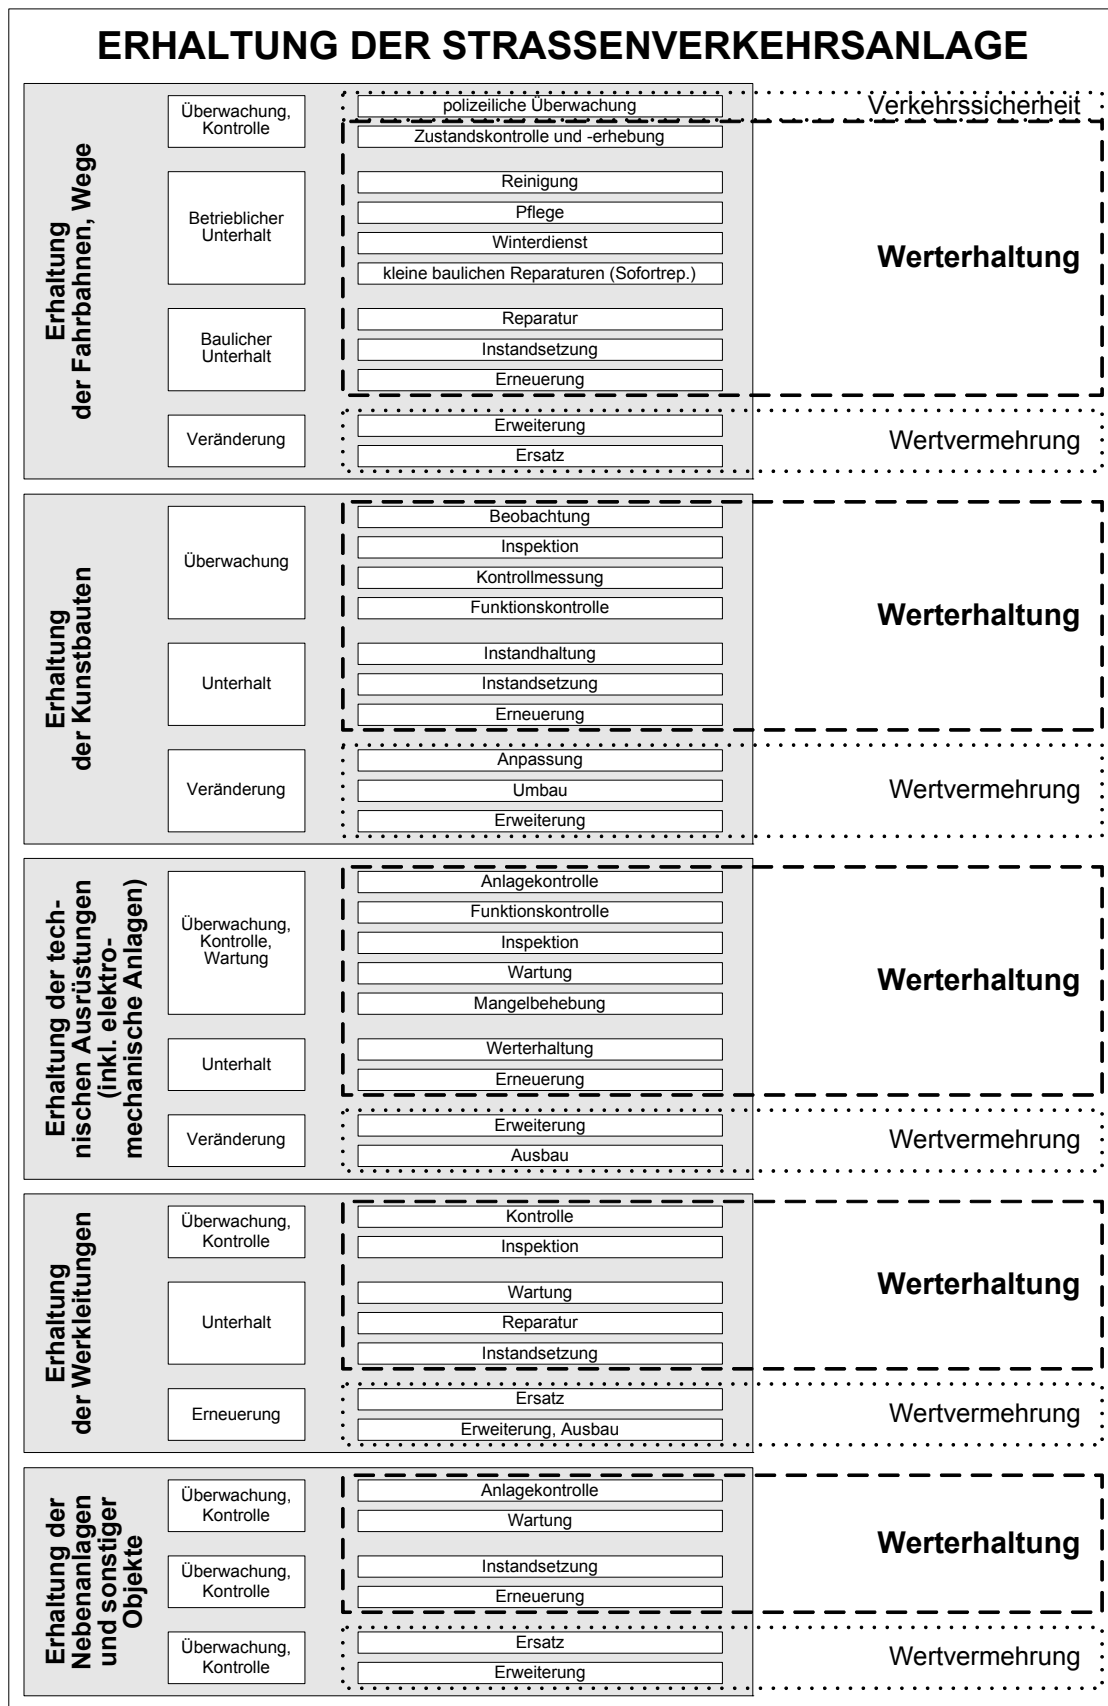 ERHALTUNG DER STRASSENVERKEHRSANLAGE
Erhaltung
der Fahrbahnen, Wege
Überwachung,
Kontrolle
polizeiliche Überwachung
Verkehrssicherheit
Zustandskontrolle und -erhebung
Betrieblicher
Unterhalt
Reinigung
Pflege
Winterdienst
kleine baulichen Reparaturen (Sofortrep.)
Werterhaltung
Baulicher
Unterhalt
Reparatur
Instandsetzung
Erneuerung
Veränderung
Erweiterung
Ersatz
Wertvermehrung
Erhaltung
der Kunstbauten
Überwachung
Beobachtung
Inspektion
Kontrollmessung
Funktionskontrolle
Werterhaltung
Unterhalt
Instandhaltung
Instandsetzung
Erneuerung
Veränderung
Anpassung
Umbau
Erweiterung
Wertvermehrung
Erhaltung der tech-
nischen Ausrüstungen
(inkl. elektro-
mechanische Anlagen)
Überwachung,
Kontrolle,
Wartung
Anlagekontrolle
Funktionskontrolle
Inspektion
Wartung
Mangelbehebung
Werterhaltung
Unterhalt
Werterhaltung
Erneuerung
Veränderung
Erweiterung
Ausbau
Wertvermehrung
Erhaltung
der Werkleitungen
Überwachung,
Kontrolle
Kontrolle
Inspektion
Werterhaltung
Unterhalt
Wartung
Reparatur
Instandsetzung
Erneuerung
Ersatz
Erweiterung, Ausbau
Wertvermehrung
Erhaltung der
Nebenanlagen
und sonstiger
Objekte
Überwachung,
Kontrolle
Anlagekontrolle
Wartung
Werterhaltung
Überwachung,
Kontrolle
Instandsetzung
Erneuerung
Überwachung,
Kontrolle
Ersatz
Erweiterung
Wertvermehrung